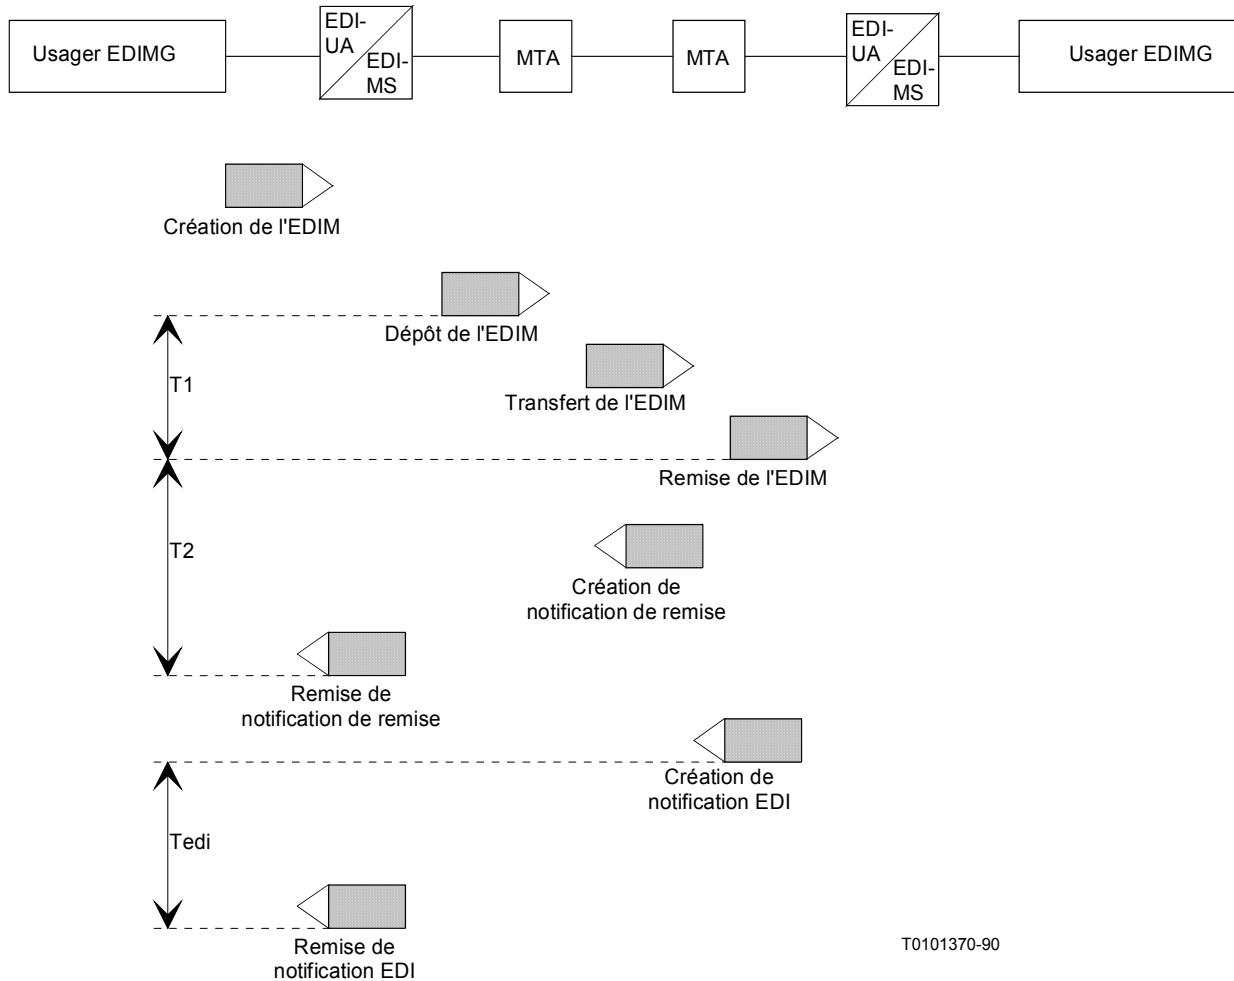 Usager EDIMG
EDI-
UA
EDI-
MS
MTA
MTA
EDI-
UA
EDI-
MS
Usager EDIMG
Création de l'EDIM
Dépôt de l'EDIM
T1
Transfert de l'EDIM
Remise de l'EDIM
T2
Création de
notification de remise
Remise de
notification de remise
Création de
notification EDI
Tedi
Remise de
notification EDI
T0101370-90